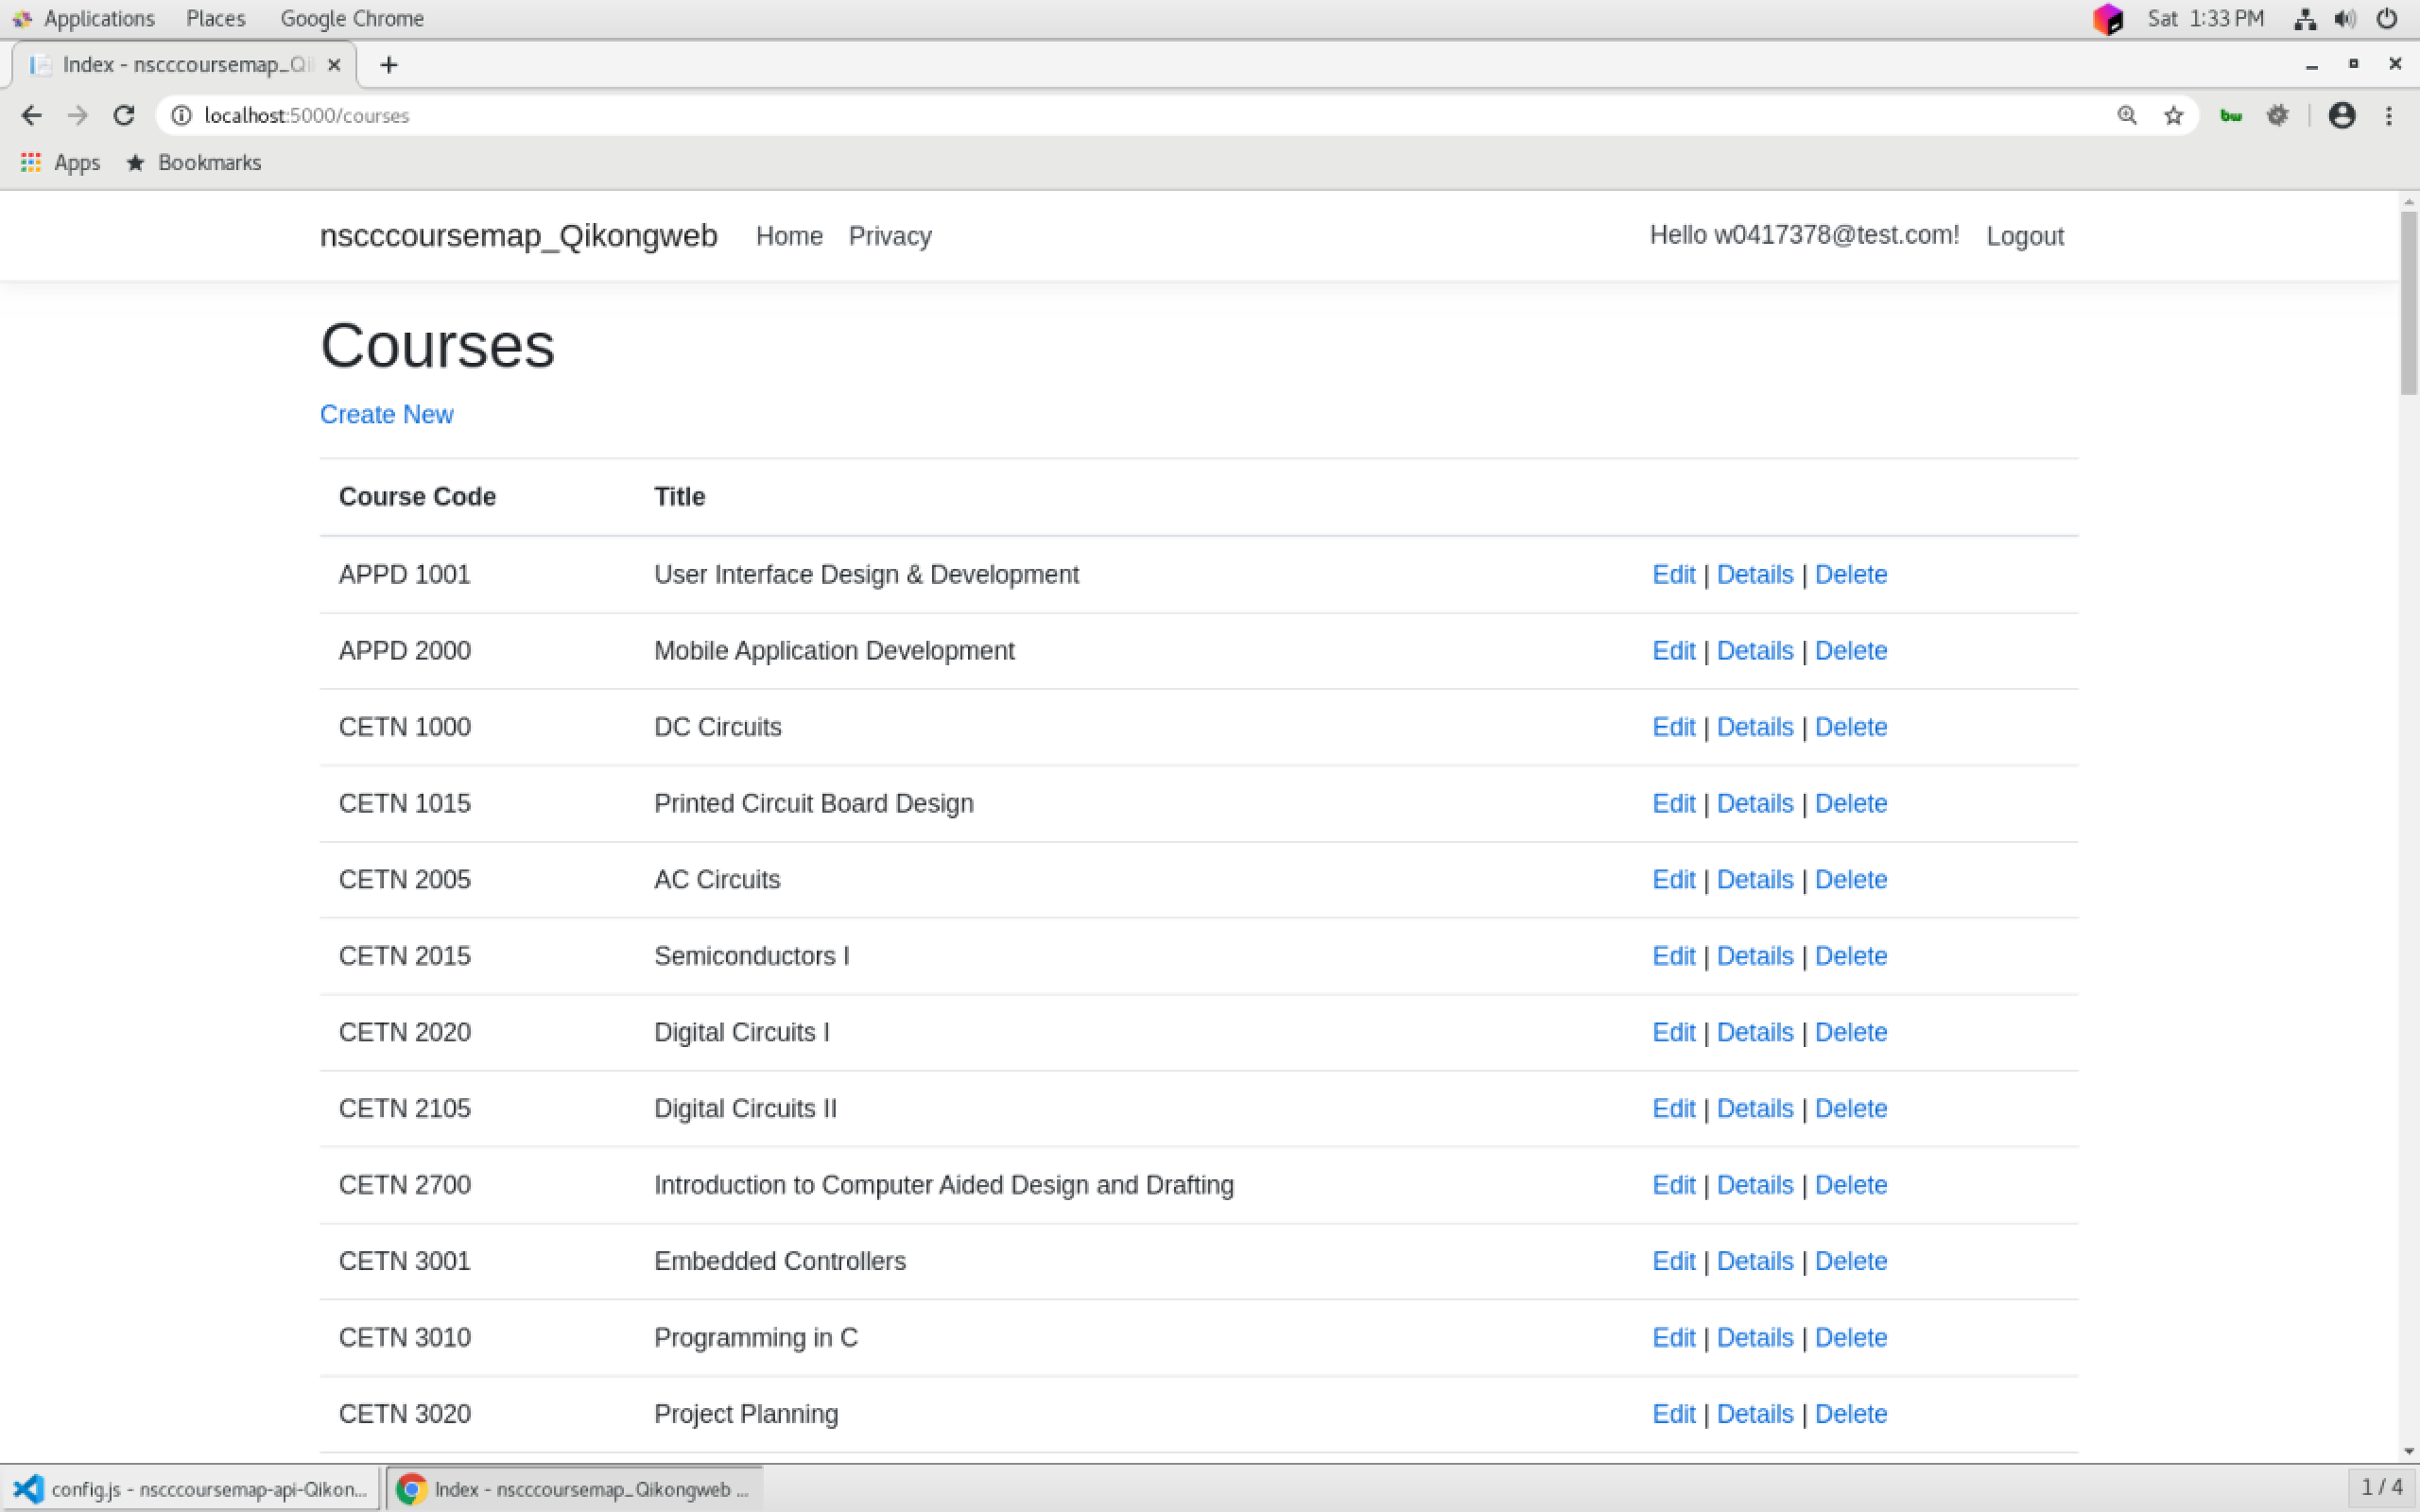 Applications Places Google Chrome Sat 1:33 PM
Index - nscccoursemap_Qi
localhost:5000/courses bw
Apps Bookmarks
nscccoursemap_Qikongweb Home Privacy Hello w0417378@test.com! Logout
Courses
Create New
Course Code Title
APPD 1001 User Interface Design & Development Edit | Details | Delete
APPD 2000 Mobile Application Development Edit | Details | Delete
CETN 1000 DC Circuits Edit | Details | Delete
CETN 1015 Printed Circuit Board Design Edit | Details | Delete
CETN 2005 AC Circuits Edit | Details | Delete
CETN 2015 Semiconductors I Edit | Details | Delete
CETN 2020 Digital Circuits I Edit | Details | Delete
CETN 2105 Digital Circuits II Edit | Details | Delete
CETN 2700 Introduction to Computer Aided Design and Drafting Edit | Details | Delete
CETN 3001 Embedded Controllers Edit | Details | Delete
CETN 3010 Programming in C Edit | Details | Delete
CETN 3020 Project Planning Edit | Details | Delete
config.js - nscccoursemap-api-Qikon... Index - nscccoursemap_Qikongweb ... 1 / 4